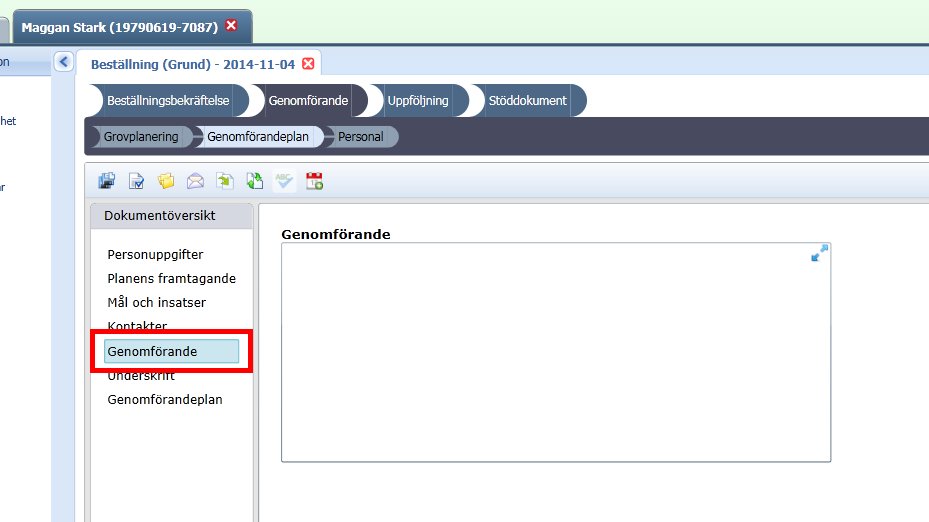 Maggan Stark (19790619-7087)
on
Beställning (Grund) - 2014-11-04
Beställningsbekräftelse Genomförande Uppföljning Stöddokument
het
Grovplanering Genomförandeplan Personal
ar
ABC
Dokumentöversikt
Genomförande
Personuppgifter
Planens framtagande
Mål och insatser
Kontakter
Genomförande
Underskrift
Genomförandeplan